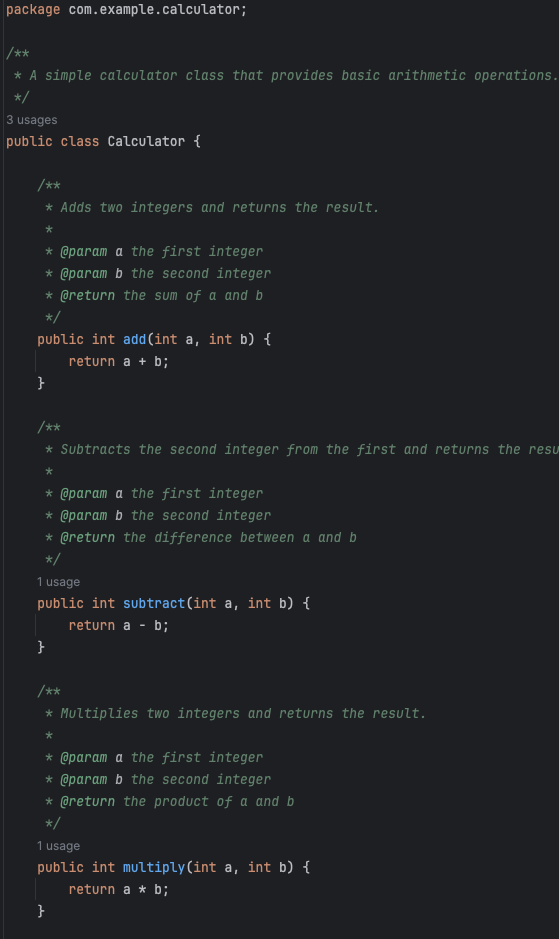 package com.example.calculator;
/**
 * A simple calculator class that provides basic arithmetic operations.
 */
3 usages
public class Calculator {
    /**
     * Adds two integers and returns the result.
     *
     * @param a the first integer
     * @param b the second integer
     * @return the sum of a and b
     */
    public int add(int a, int b) {
        return a + b;
    }
    /**
     * Subtracts the second integer from the first and returns the resu
     *
     * @param a the first integer
     * @param b the second integer
     * @return the difference between a and b
     */
    1 usage
    public int subtract(int a, int b) {
        return a - b;
    }
    /**
     * Multiplies two integers and returns the result.
     *
     * @param a the first integer
     * @param b the second integer
     * @return the product of a and b
     */
    1 usage
    public int multiply(int a, int b) {
        return a * b;
    }